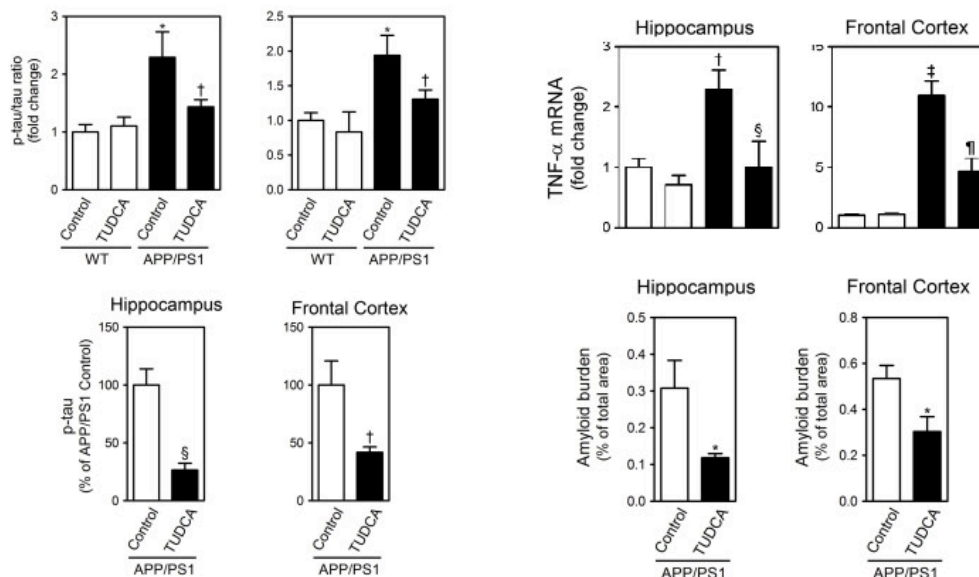 p-tau/tau ratio
(fold change)
3
2
1
0
*
†
Control
TUDCA
Control
TUDCA
WT
APP/PS1
2.5
2.0
1.5
1.0
0.5
0.0
*
†
Control
TUDCA
Control
TUDCA
WT
APP/PS1
Hippocampus
TNF-α mRNA
(fold change)
3
2
1
0
†
§
Frontal Cortex
15
10
5
0
‡
¶
Hippocampus
p-tau
(% of APP/PS1 Control)
150
100
50
0
§
Control
TUDCA
APP/PS1
Frontal Cortex
150
100
50
0
†
Control
TUDCA
APP/PS1
Hippocampus
Amyloid burden
(% of total area)
0.5
0.4
0.3
0.2
0.1
0.0
*
Control
TUDCA
APP/PS1
Frontal Cortex
Amyloid burden
(% of total area)
0.8
0.6
0.4
0.2
0.0
*
Control
TUDCA
APP/PS1